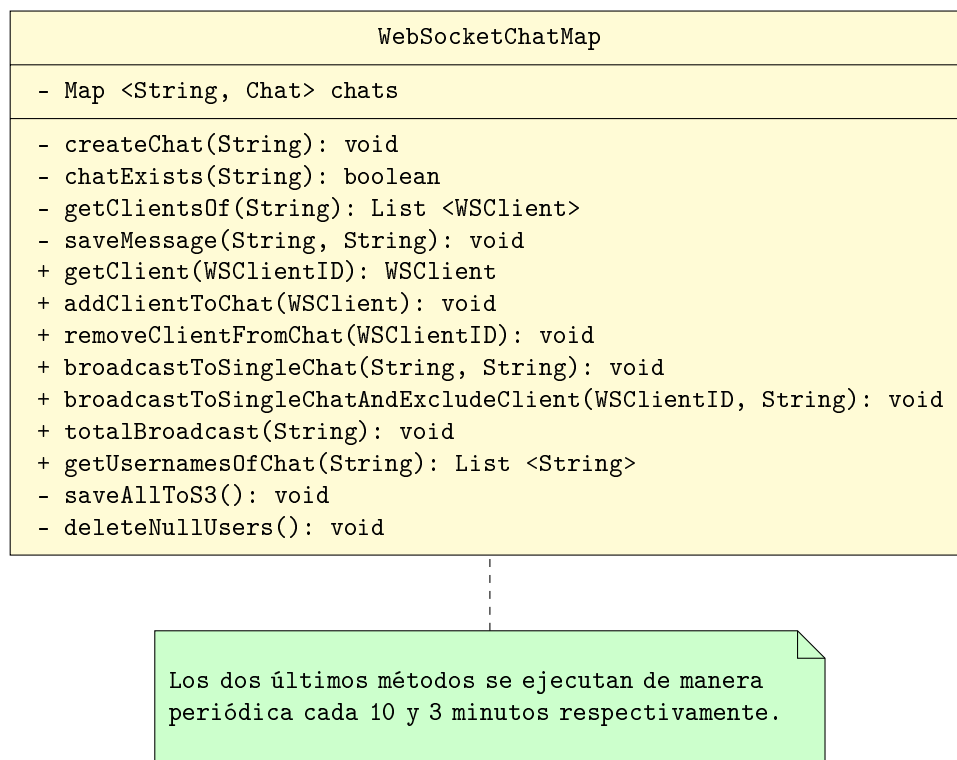 WebSocketChatMap
- Map <String, Chat> chats
- createChat(String): void
- chatExists(String): boolean
- getClientsOf(String): List <WSClient>
- saveMessage(String, String): void
+ getClient(WSClientID): WSClient
+ addClientToChat(WSClient): void
+ removeClientFromChat(WSClientID): void
+ broadcastToSingleChat(String, String): void
+ broadcastToSingleChatAndExcludeClient(WSClientID, String): void
+ totalBroadcast(String): void
+ getUsernamesOfChat(String): List <String>
- saveAllToS3(): void
- deleteNullUsers(): void
Los dos últimos métodos se ejecutan de manera
periódica cada 10 y 3 minutos respectivamente.